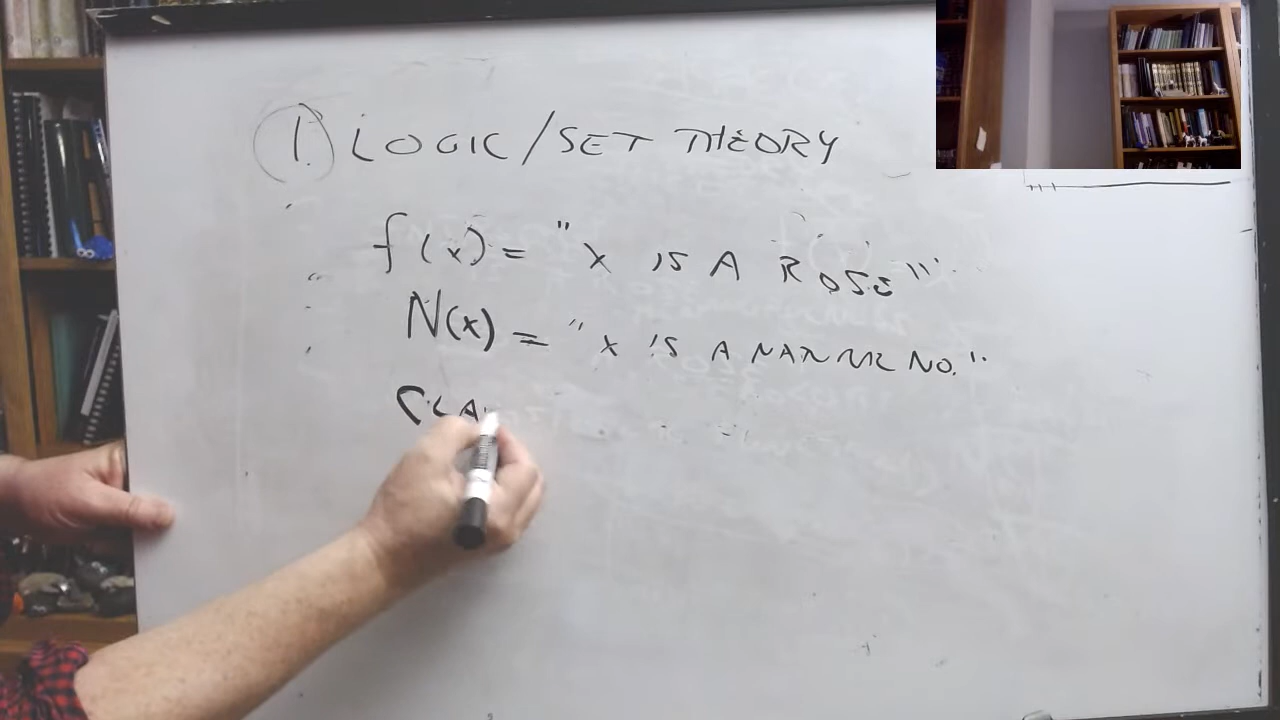 1. LOGIC/SET THEORY
f(x) = "X IS A ROSE"
N(x) = "X IS A NATURAL NO."
CLA